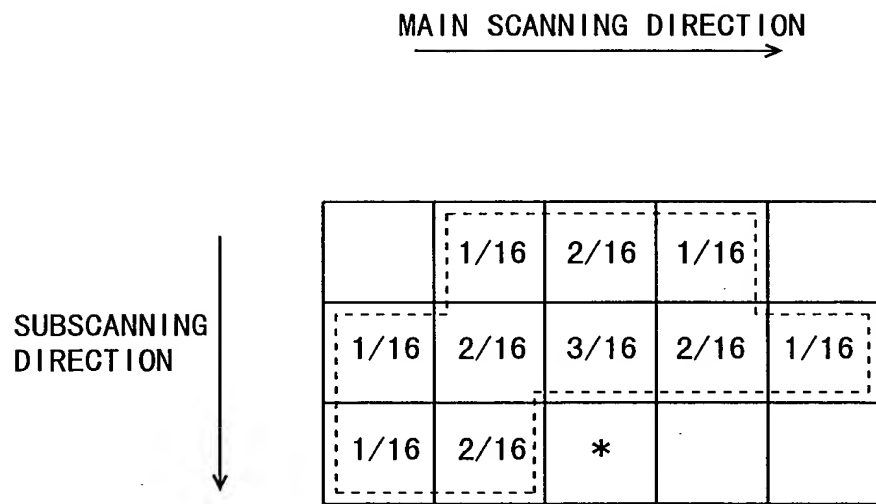 MAIN SCANNING DIRECTION
SUBSCANNING
DIRECTION
1/16 2/16 1/16
1/16 2/16 3/16 2/16 1/16
1/16 2/16 *